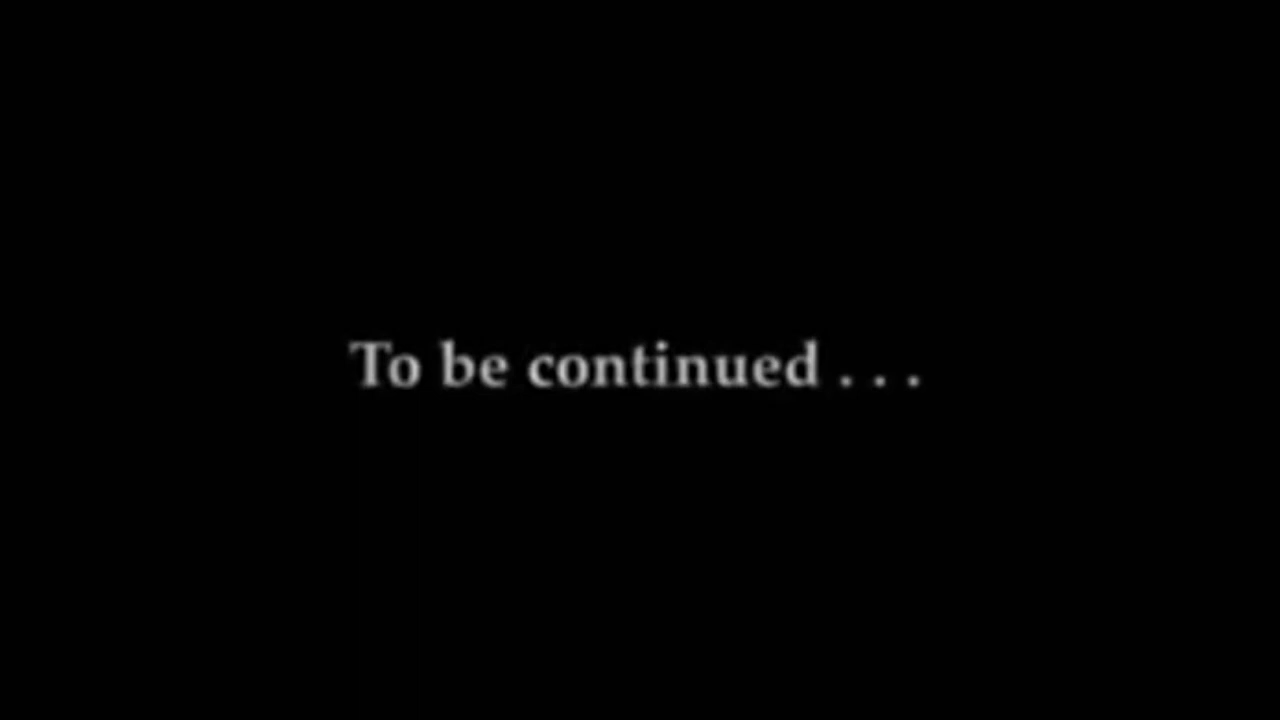 To be continued . . .